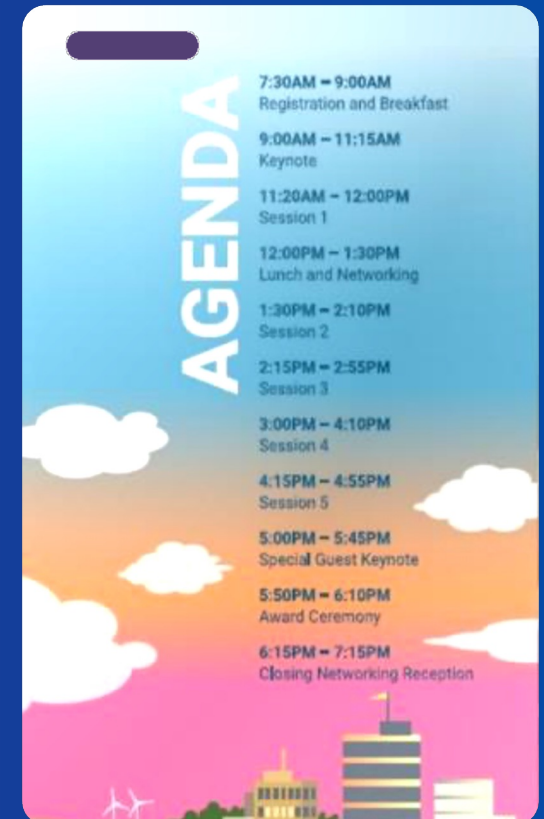 AGENDA
7:30AM – 9:00AM
Registration and Breakfast
9:00AM – 11:15AM
Keynote
11:20AM – 12:00PM
Session 1
12:00PM – 1:30PM
Lunch and Networking
1:30PM – 2:10PM
Session 2
2:15PM – 2:55PM
Session 3
3:00PM – 4:10PM
Session 4
4:15PM – 4:55PM
Session 5
5:00PM – 5:45PM
Special Guest Keynote
5:50PM – 6:10PM
Award Ceremony
6:15PM – 7:15PM
Closing Networking Reception